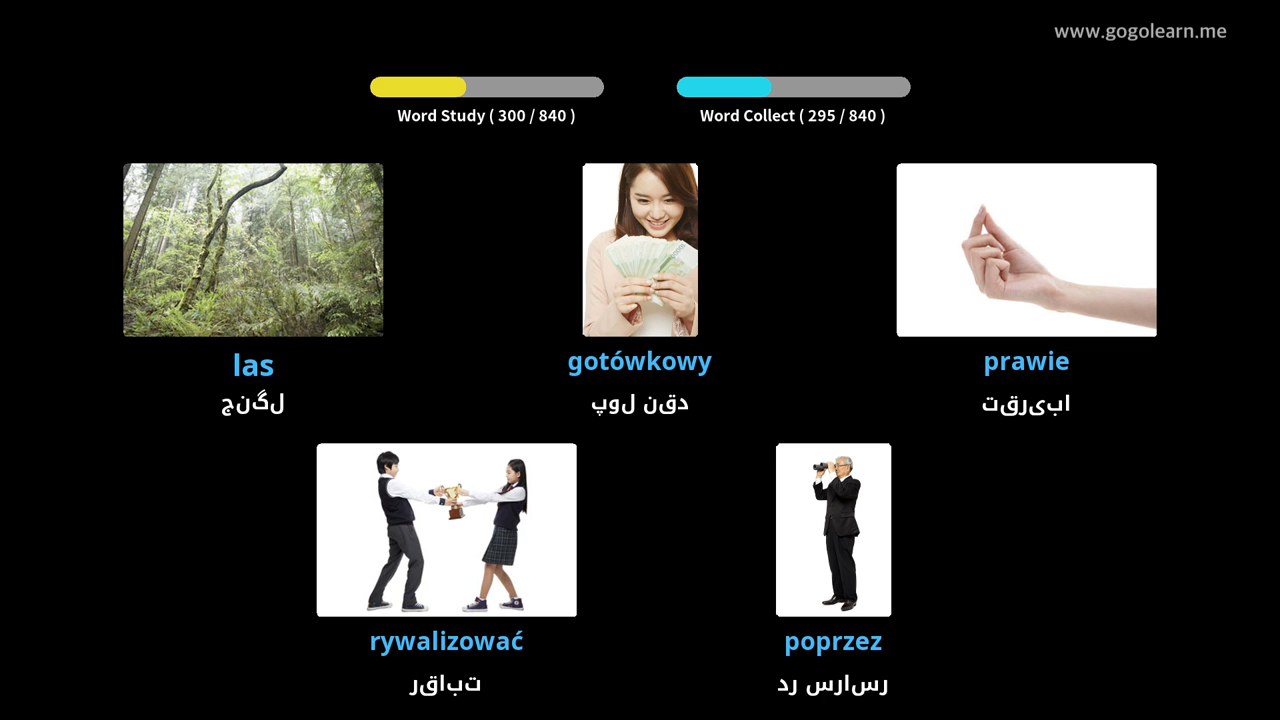 www.gogolearn.me
Word Study ( 300 / 840 )
Word Collect ( 295 / 840 )
las
لگنج
gotówkowy
دقن لوپ
prawie
ابیرقت
rywalizować
تباقر
poprzez
رسارس رد